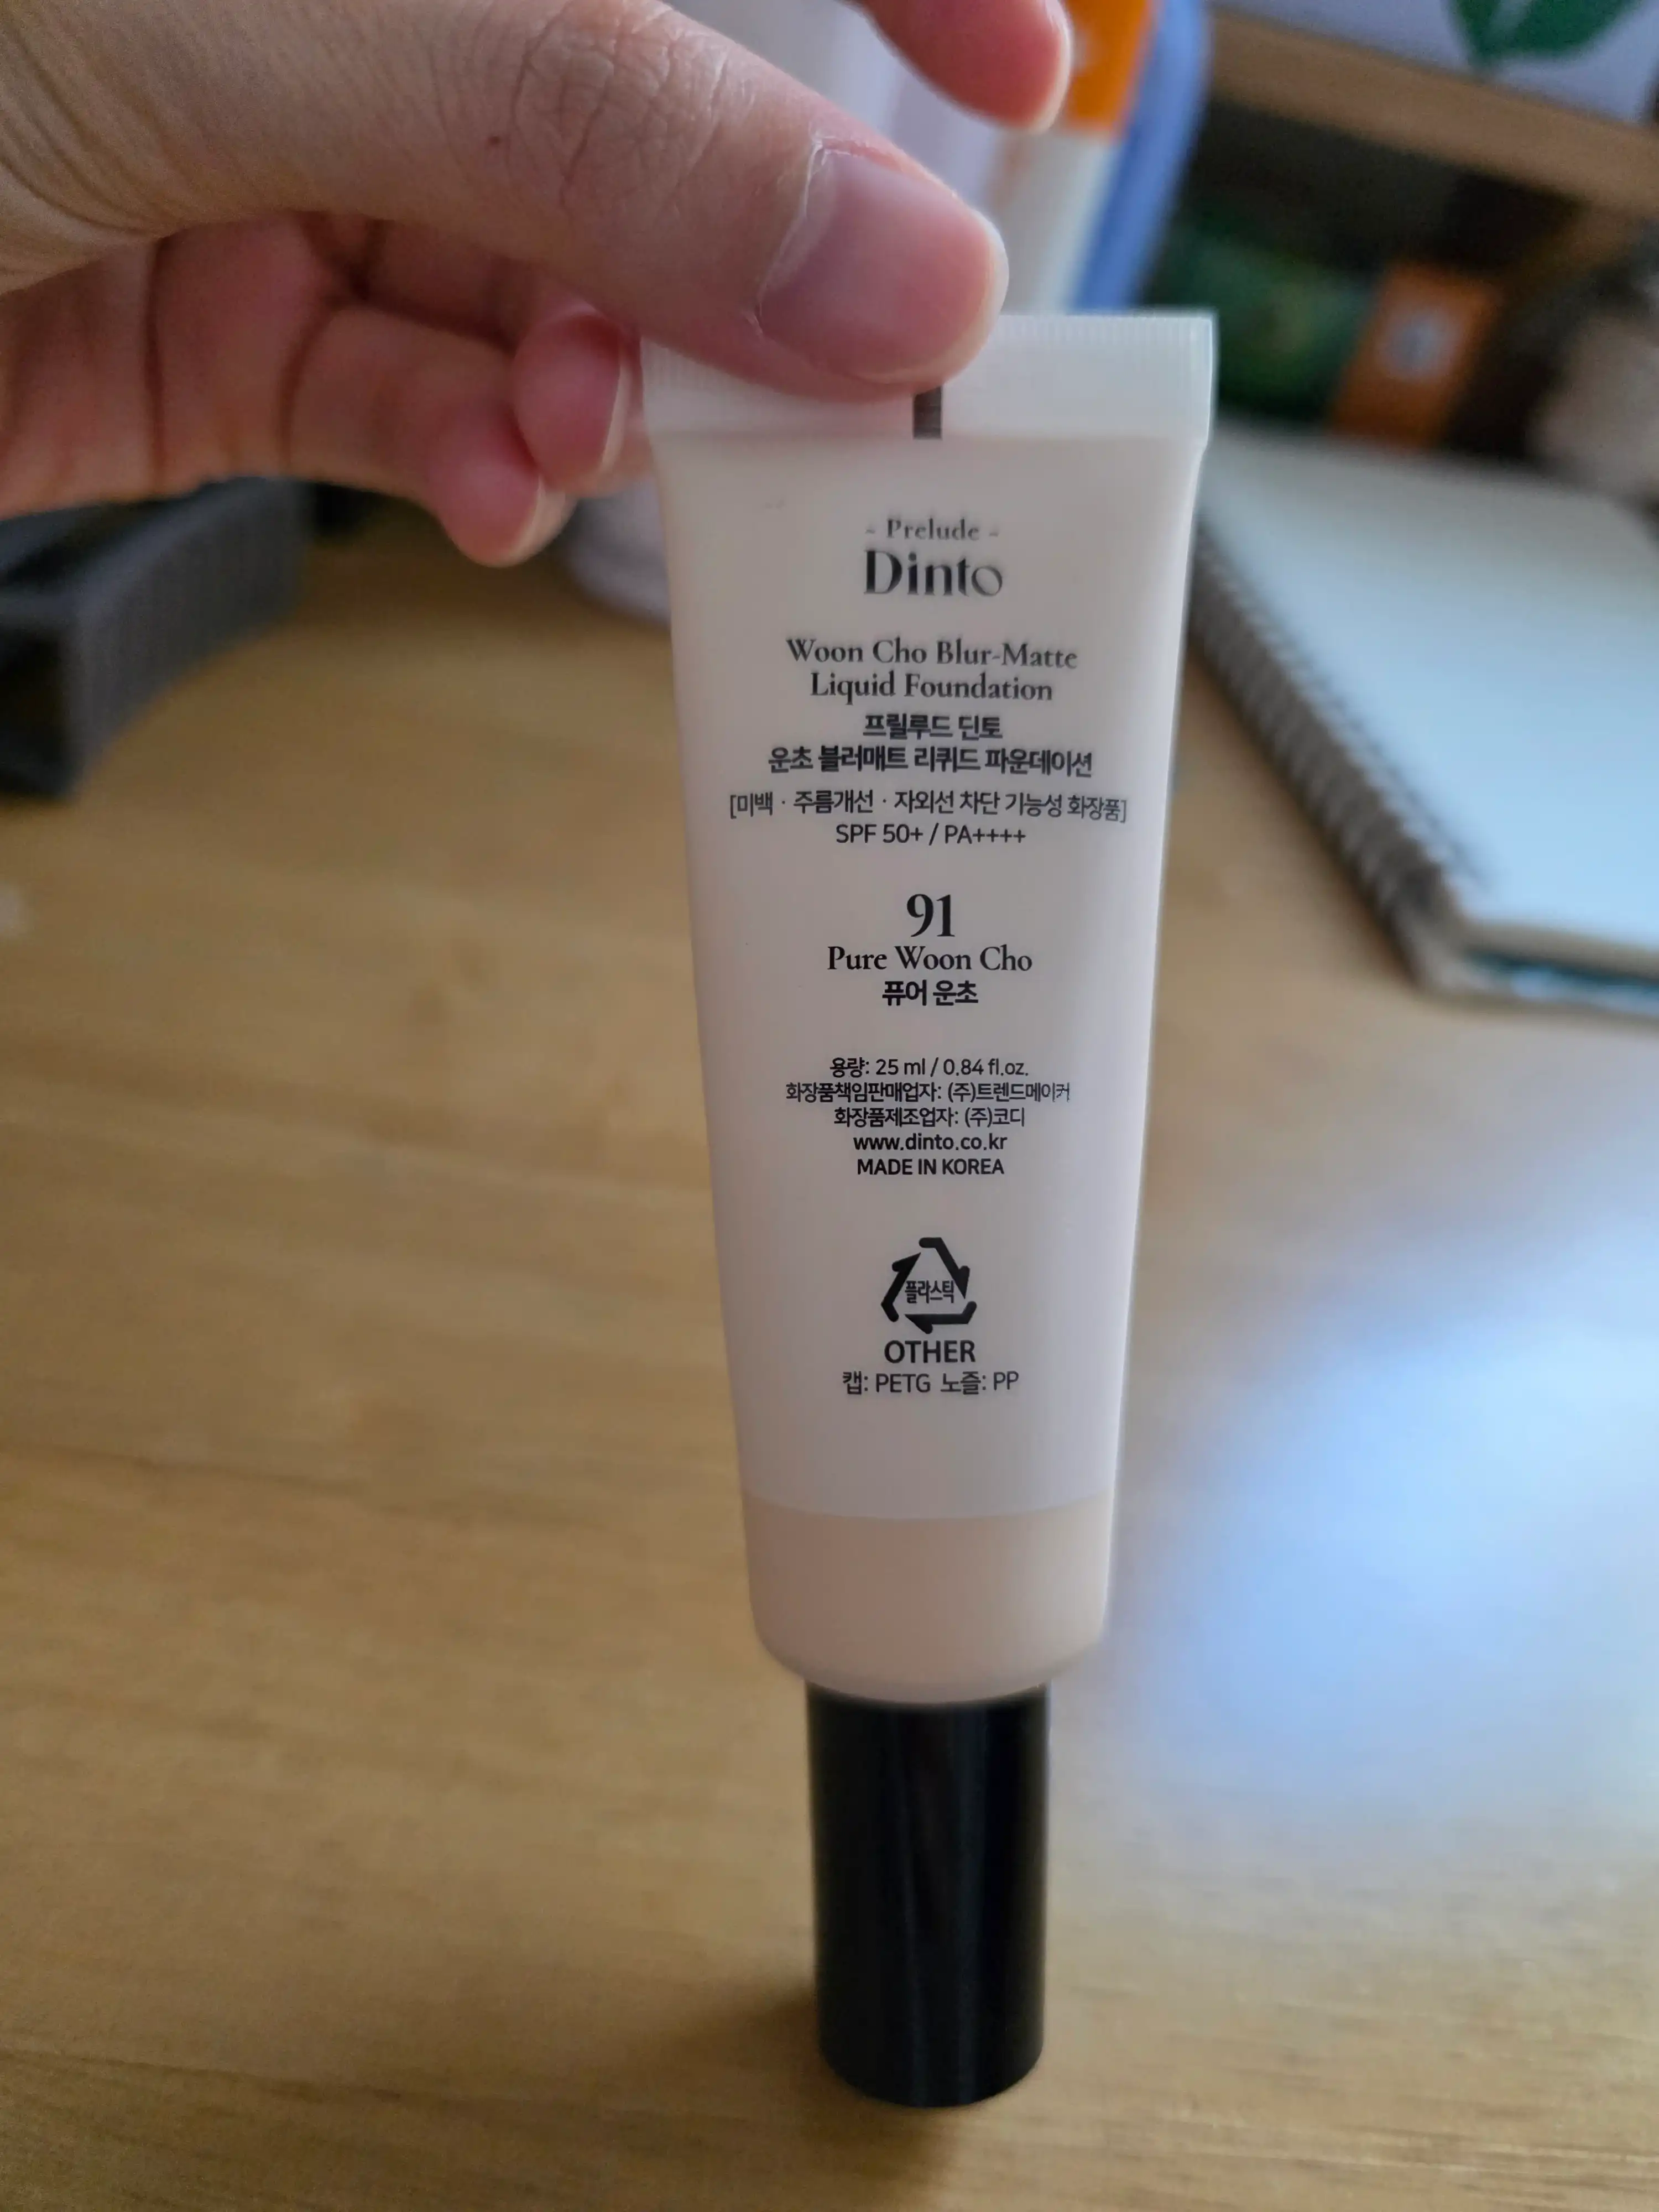 - Prelude -
Dinto
Woon Cho Blur-Matte
Liquid Foundation
프릴루드 딘토
운초 블러매트 리퀴드 파운데이션
[미백 · 주름개선 · 자외선 차단 기능성 화장품]
SPF 50+ / PA++++
91
Pure Woon Cho
퓨어 운초
용량: 25 ml / 0.84 fl.oz.
화장품책임판매업자: (주)트렌드메이커
화장품제조업자: (주)코디
www.dinto.co.kr
MADE IN KOREA
플라스틱
OTHER
캡: PETG 노즐: PP